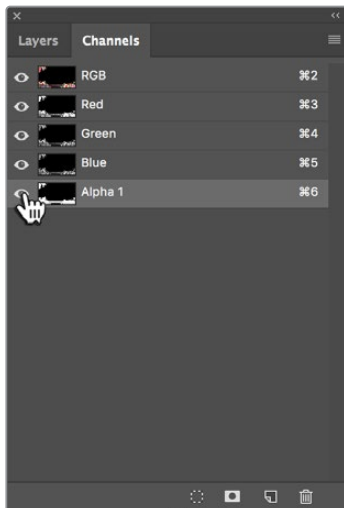 Layers Channels
RGB ⌘2
Red ⌘3
Green ⌘4
Blue ⌘5
Alpha 1 ⌘6